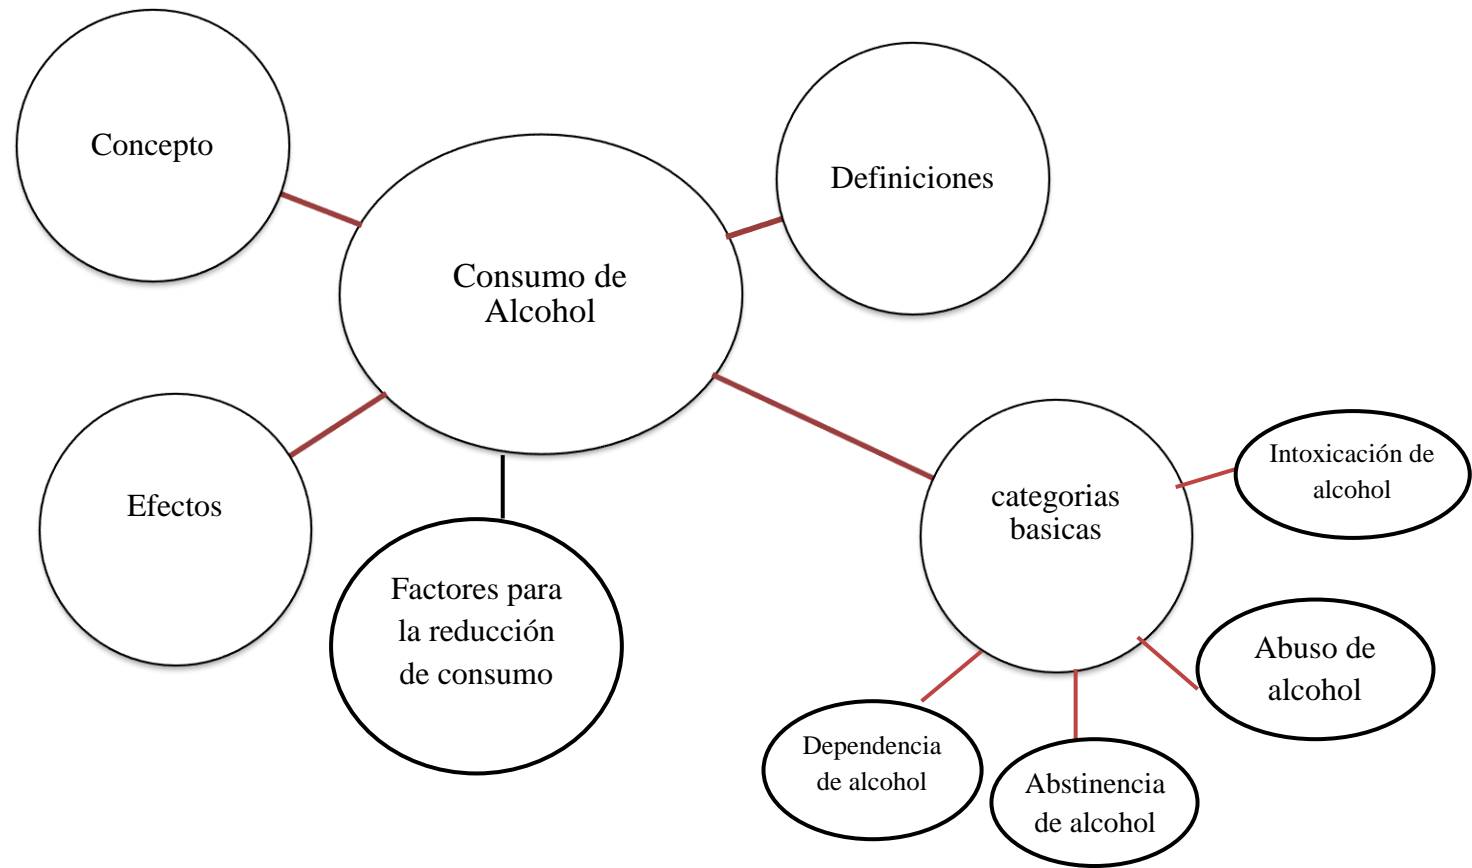 Concepto
Definiciones
Consumo de
Alcohol
Efectos
Factores para
la reducción
de consumo
categorias
basicas
Intoxicación de
alcohol
Abuso de
alcohol
Dependencia
de alcohol
Abstinencia
de alcohol